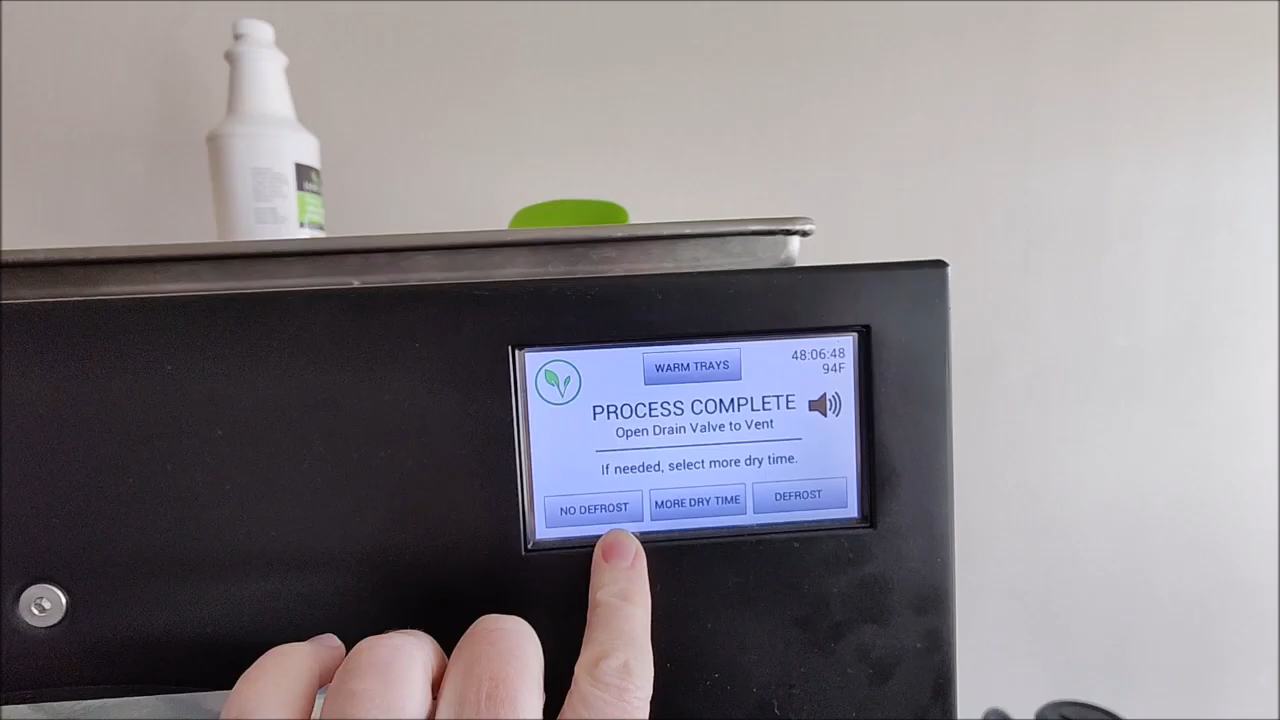 WARM TRAYS
48:06:48
94F
PROCESS COMPLETE
Open Drain Valve to Vent
If needed, select more dry time.
NO DEFROST
MORE DRY TIME
DEFROST